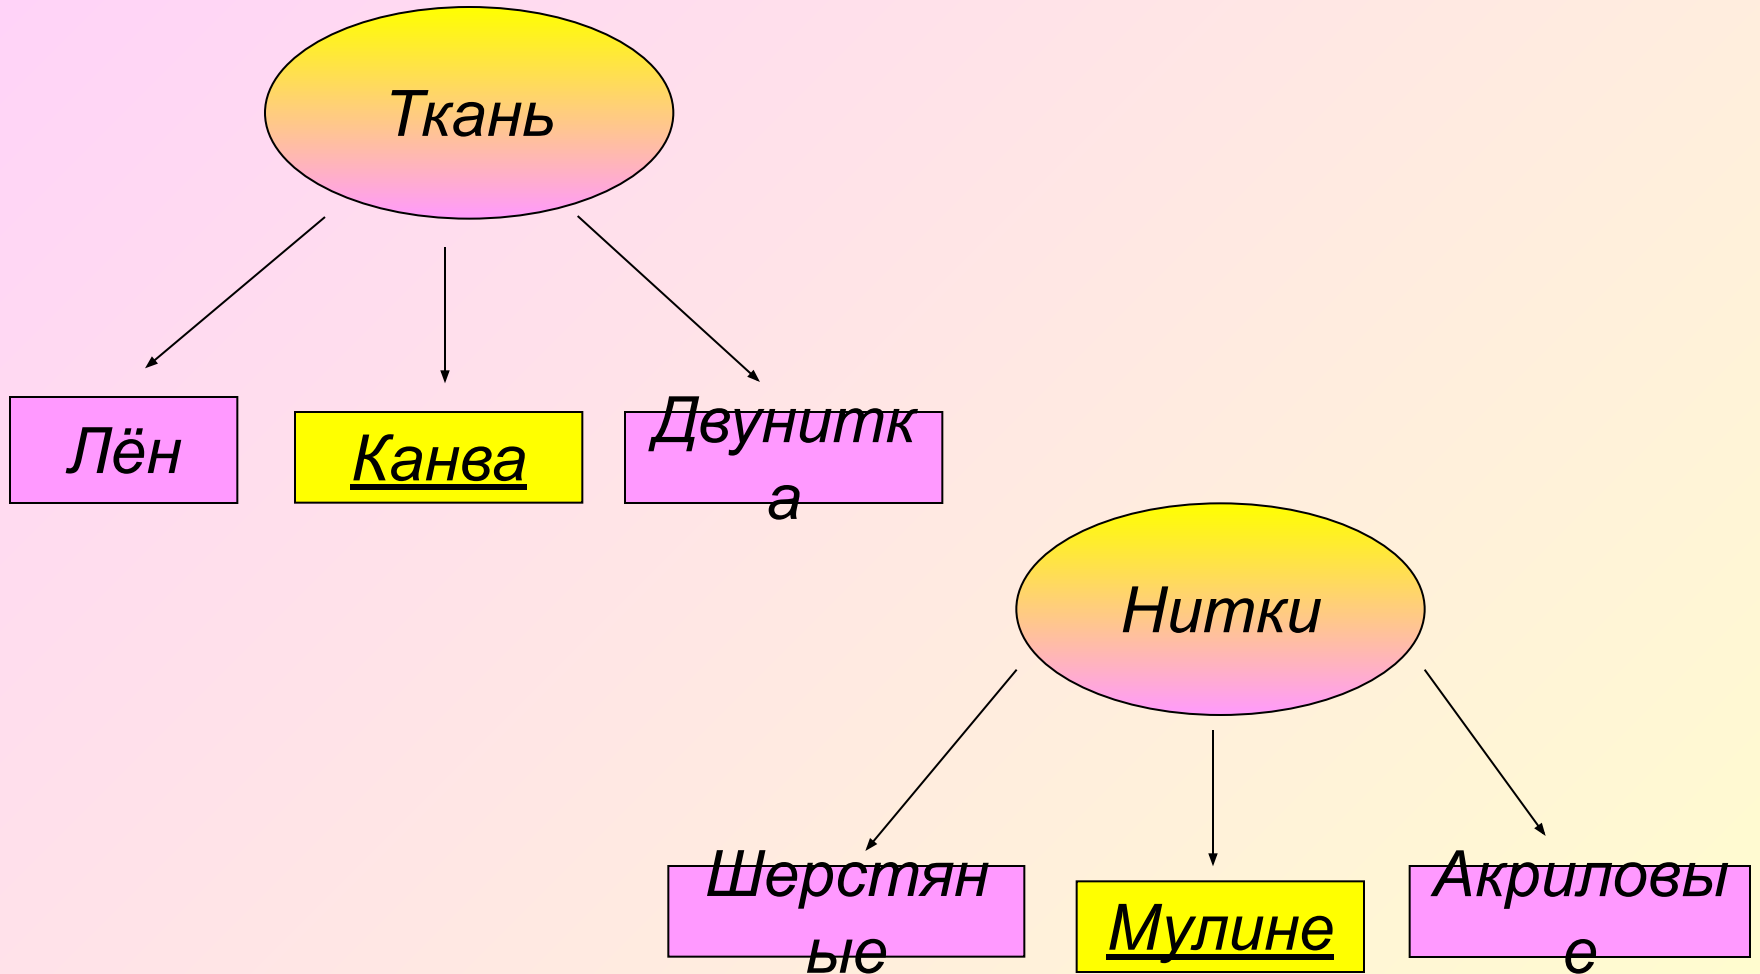 Ткань
Лён
Канва
Двунитк
а
Нитки
Шерстян
ые
Мулине
Акриловы
е